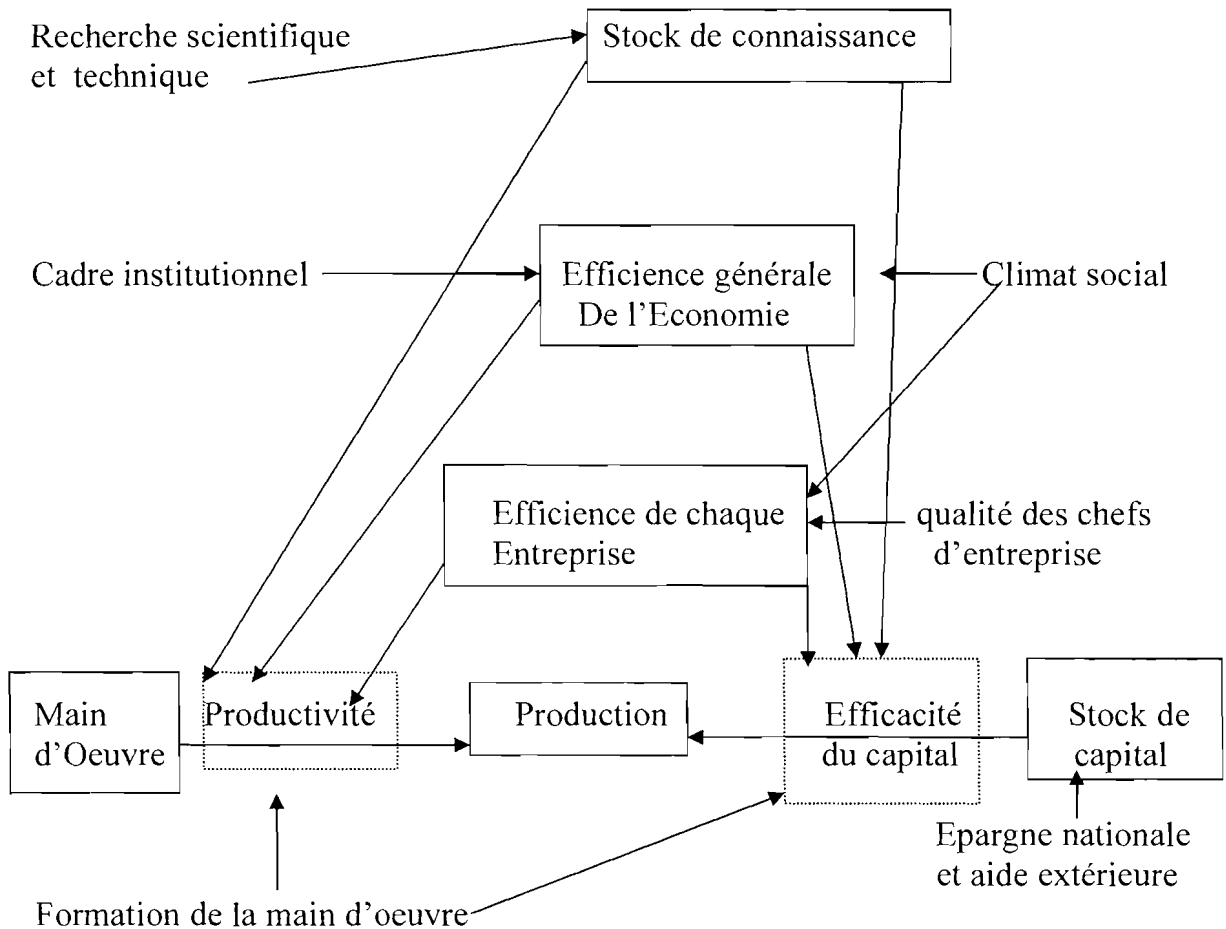 Recherche scientifique
et technique
Stock de connaissance
Cadre institutionnel
Efficience générale
De l'Economie
Climat social
Efficience de chaque
Entreprise
qualité des chefs
d'entreprise
Main
d'Oeuvre
Productivité
Production
Efficacité
du capital
Stock de
capital
Epargne nationale
et aide extérieure
Formation de la main d'oeuvre